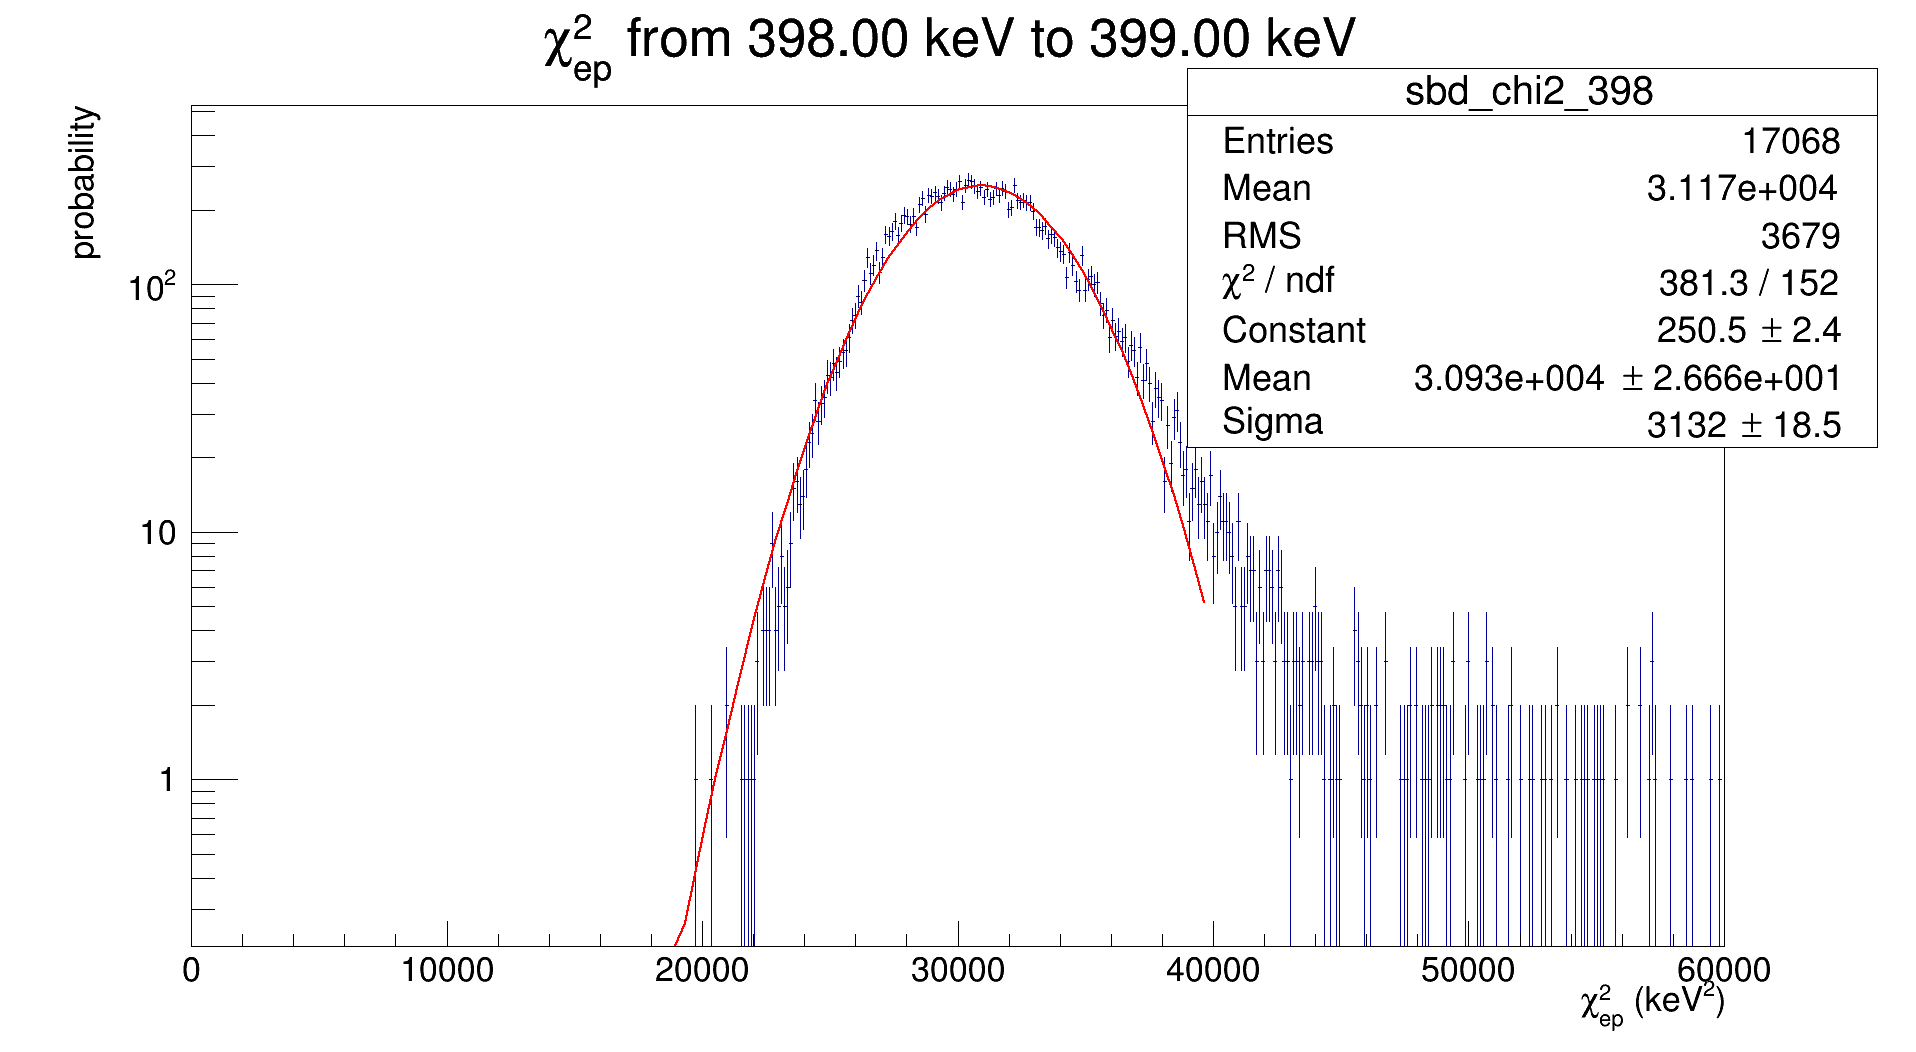 χ²ep from 398.00 keV to 399.00 keV
probability
sbd_chi2_398
Entries 17068
Mean 3.117e+004
RMS 3679
χ² / ndf 381.3 / 152
Constant 250.5 ± 2.4
Mean 3.093e+004 ± 2.666e+001
Sigma 3132 ± 18.5
10²
10
1
0 10000 20000 30000 40000 50000 60000
χ²ep (keV²)